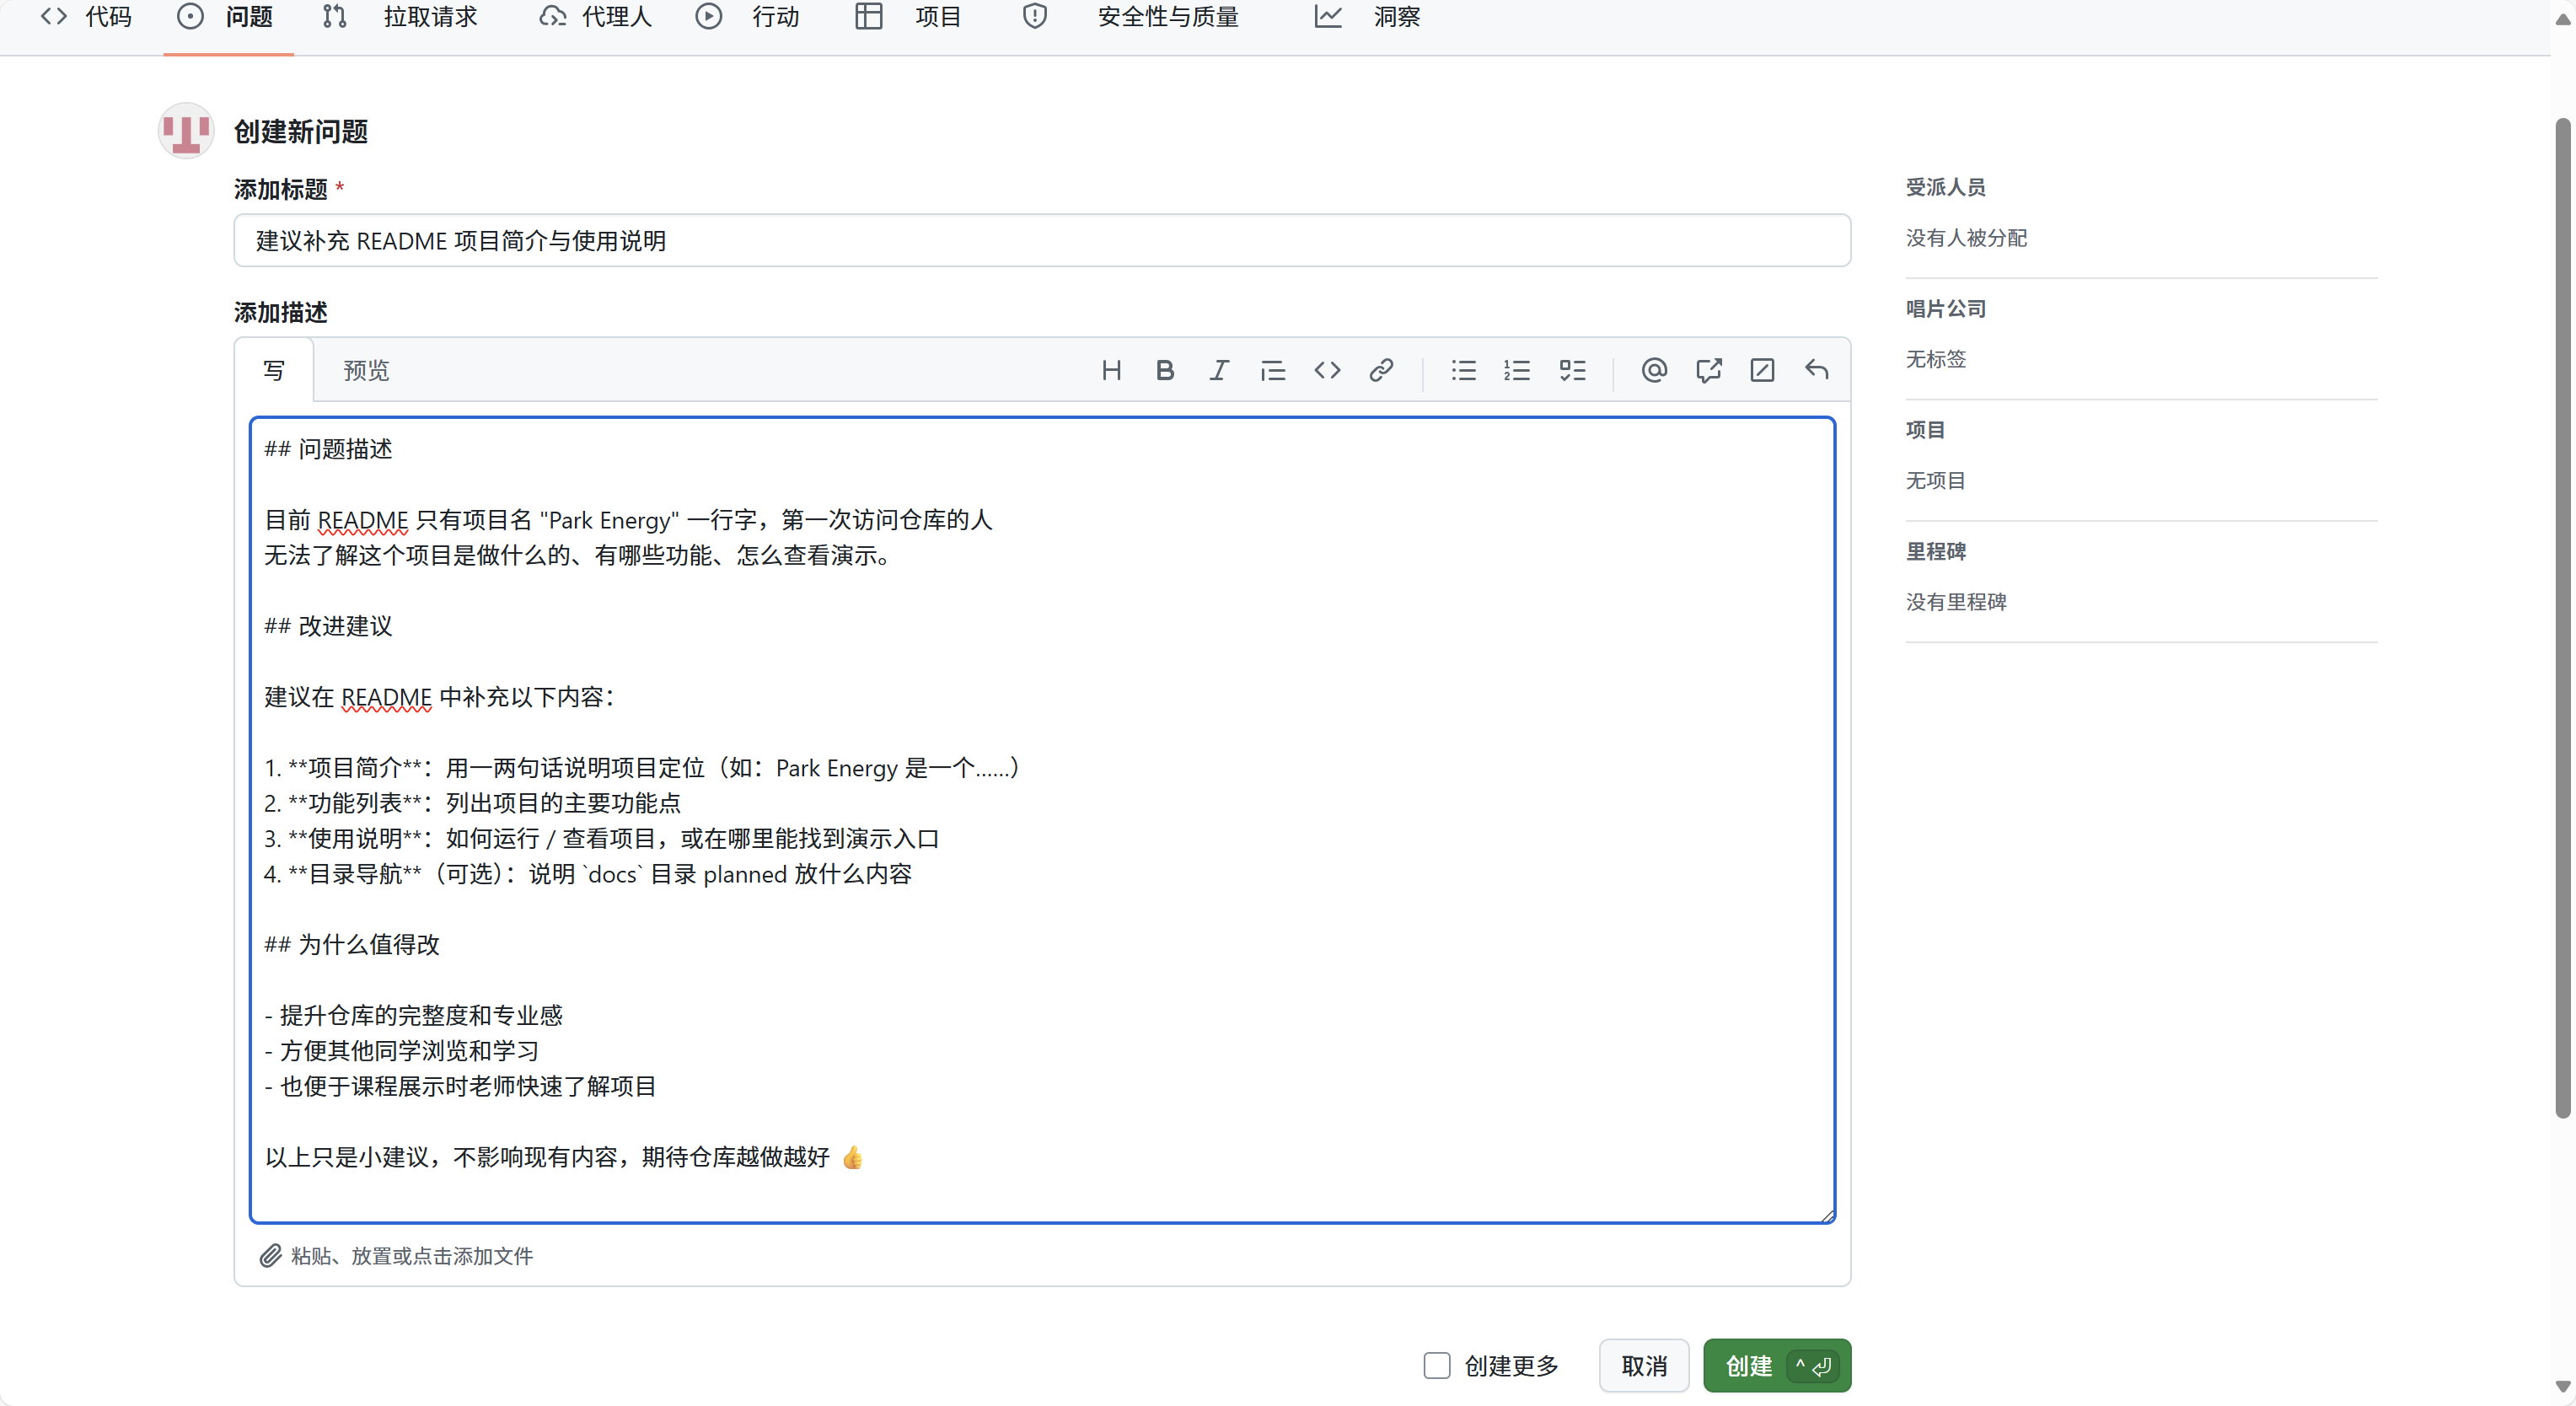 代码 问题 拉取请求 代理人 行动 项目 安全性与质量 洞察
创建新问题
添加标题 *
建议补充 README 项目简介与使用说明
添加描述
写 预览
## 问题描述
目前 README 只有项目名 "Park Energy" 一行字，第一次访问仓库的人
无法了解这个项目是做什么的、有哪些功能、怎么查看演示。
## 改进建议
建议在 README 中补充以下内容：
1. **项目简介**：用一两句话说明项目定位（如：Park Energy 是一个……）
2. **功能列表**：列出项目的主要功能点
3. **使用说明**：如何运行 / 查看项目，或在哪里能找到演示入口
4. **目录导航**（可选）：说明 `docs` 目录 planned 放什么内容
## 为什么值得改
- 提升仓库的完整度和专业感
- 方便其他同学浏览和学习
- 也便于课程展示时老师快速了解项目
以上只是小建议，不影响现有内容，期待仓库越做越好 👍
粘贴、放置或点击添加文件
创建更多 取消 创建
受派人员
没有人被分配
唱片公司
无标签
项目
无项目
里程碑
没有里程碑